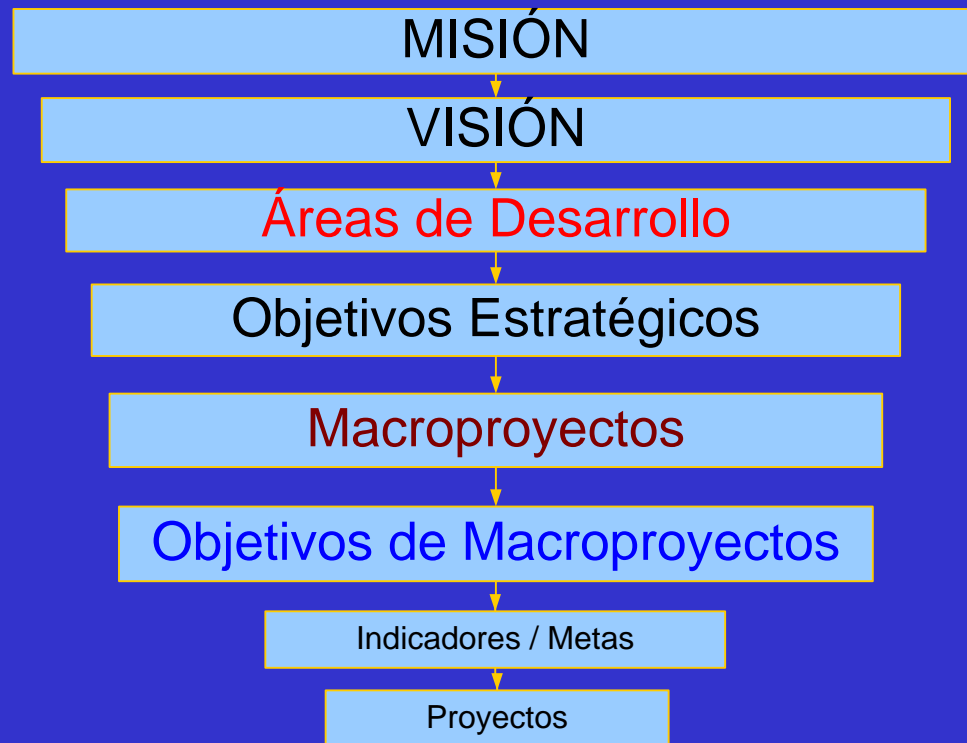 MISIÓN
VISIÓN
Áreas de Desarrollo
Objetivos Estratégicos
Macroproyectos
Objetivos de Macroproyectos
Indicadores / Metas
Proyectos